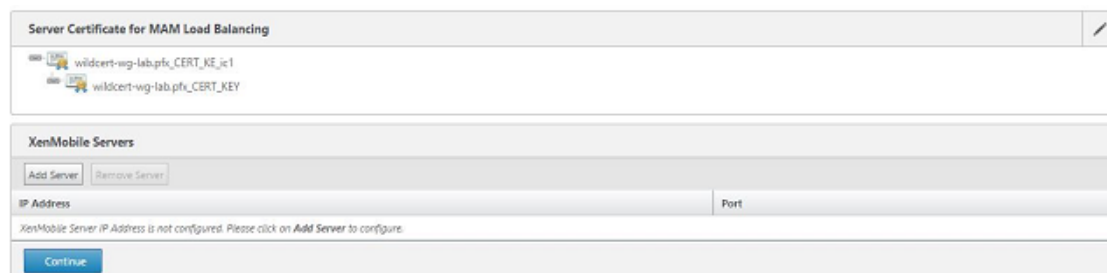 Server Certificate for MAM Load Balancing
wildcert-wg-lab.pfx_CERT_KE_ic1
wildcert-wg-lab.pfx_CERT_KEY
XenMobile Servers
Add Server Remove Server
IP Address Port
XenMobile Server IP Address is not configured. Please click on Add Server to configure.
Continue